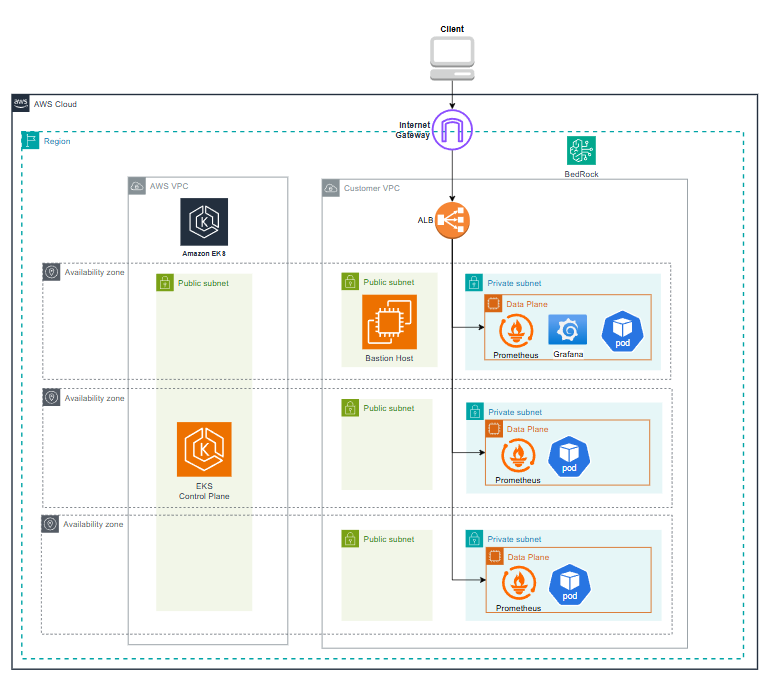 Client
aws
AWS Cloud
Internet
Gateway
Region
BedRock
AWS VPC
Customer VPC
Amazon EKS
ALB
Availability zone
Public subnet
Public subnet
Private subnet
Data Plane
Bastion Host
Prometheus
Grafana
pod
Availability zone
Public subnet
Private subnet
Data Plane
EKS
Control Plane
Prometheus
pod
Availability zone
Public subnet
Private subnet
Data Plane
Prometheus
pod